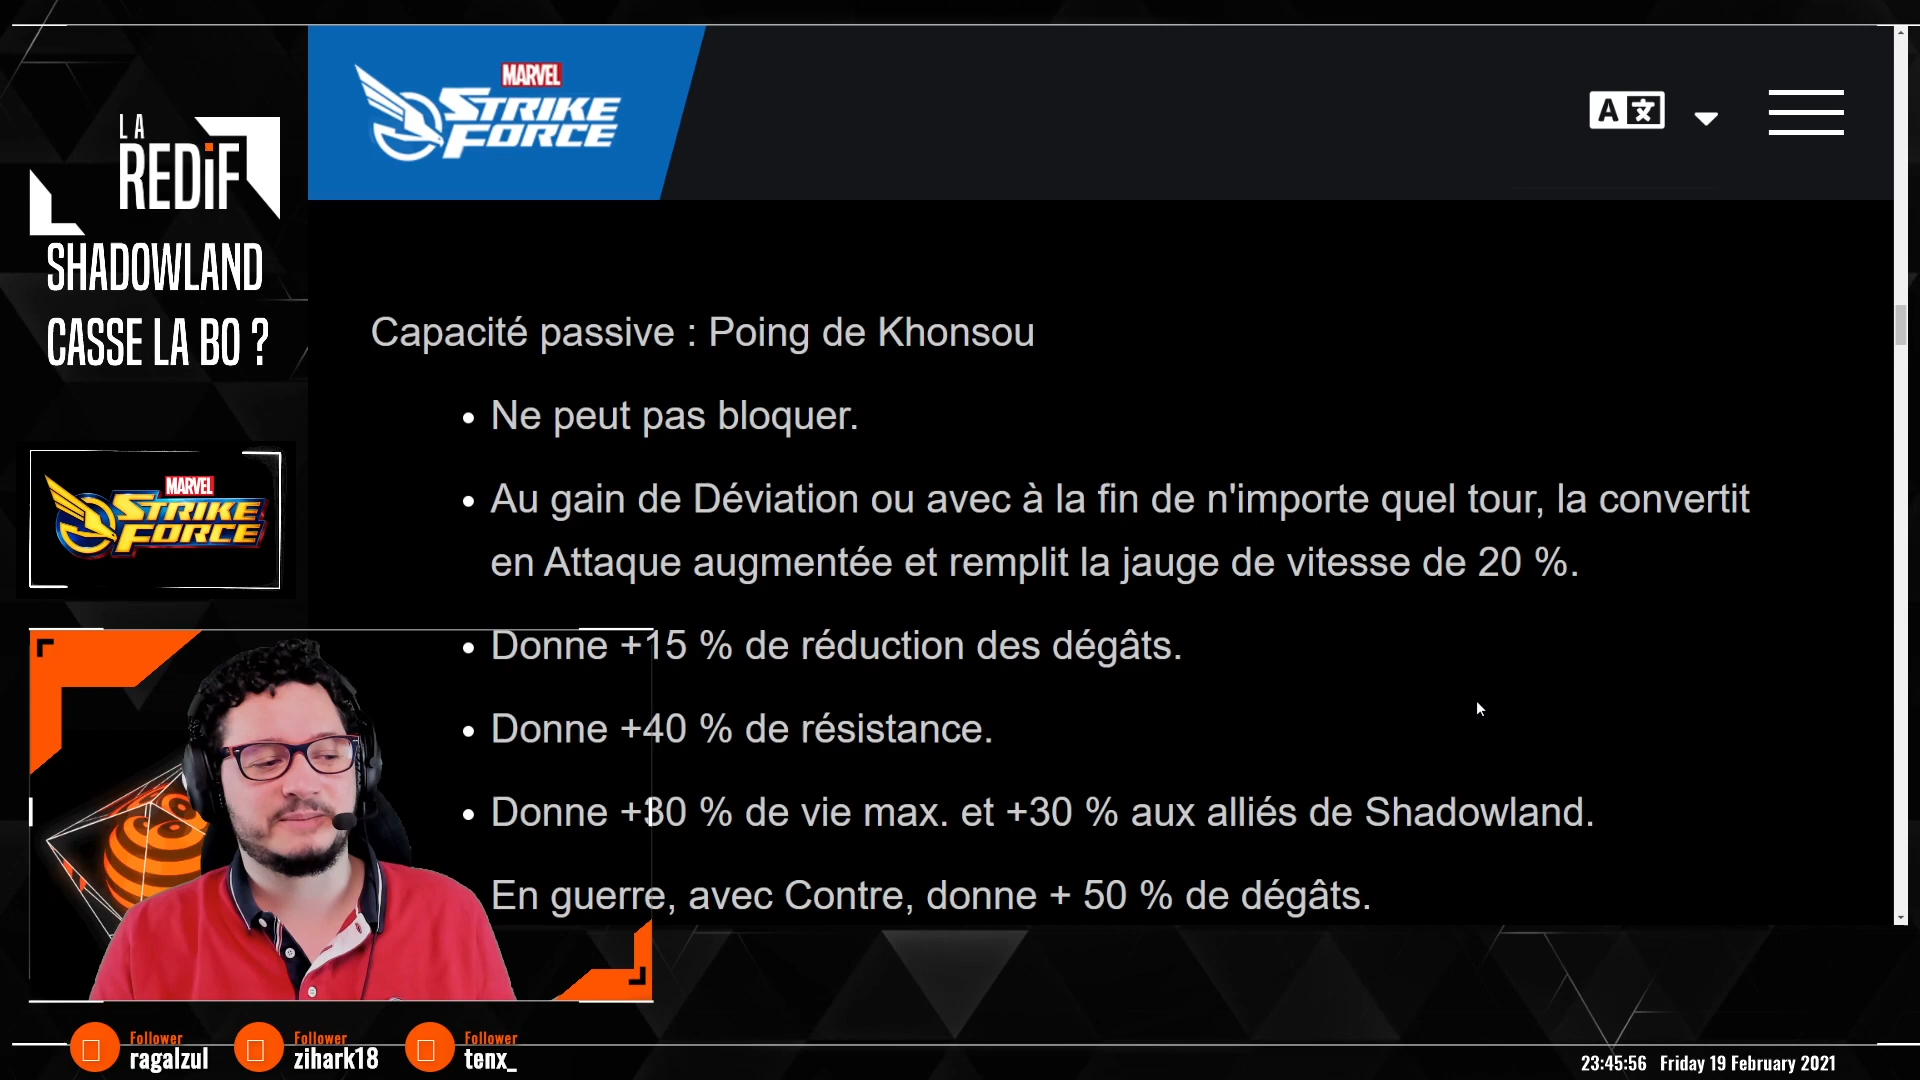 LA
REDiF
SHADOWLAND
CASSE LA BO ?
MARVEL
STRIKE
FORCE
MARVEL
STRIKE
FORCE
A 文
Capacité passive : Poing de Khonsou
Ne peut pas bloquer.
Au gain de Déviation ou avec à la fin de n'importe quel tour, la convertit
en Attaque augmentée et remplit la jauge de vitesse de 20 %.
Donne +15 % de réduction des dégâts.
Donne +40 % de résistance.
Donne +30 % de vie max. et +30 % aux alliés de Shadowland.
En guerre, avec Contre, donne + 50 % de dégâts.
Follower
ragalzul
Follower
zihark18
Follower
tenx_
23:45:56 Friday 19 February 2021